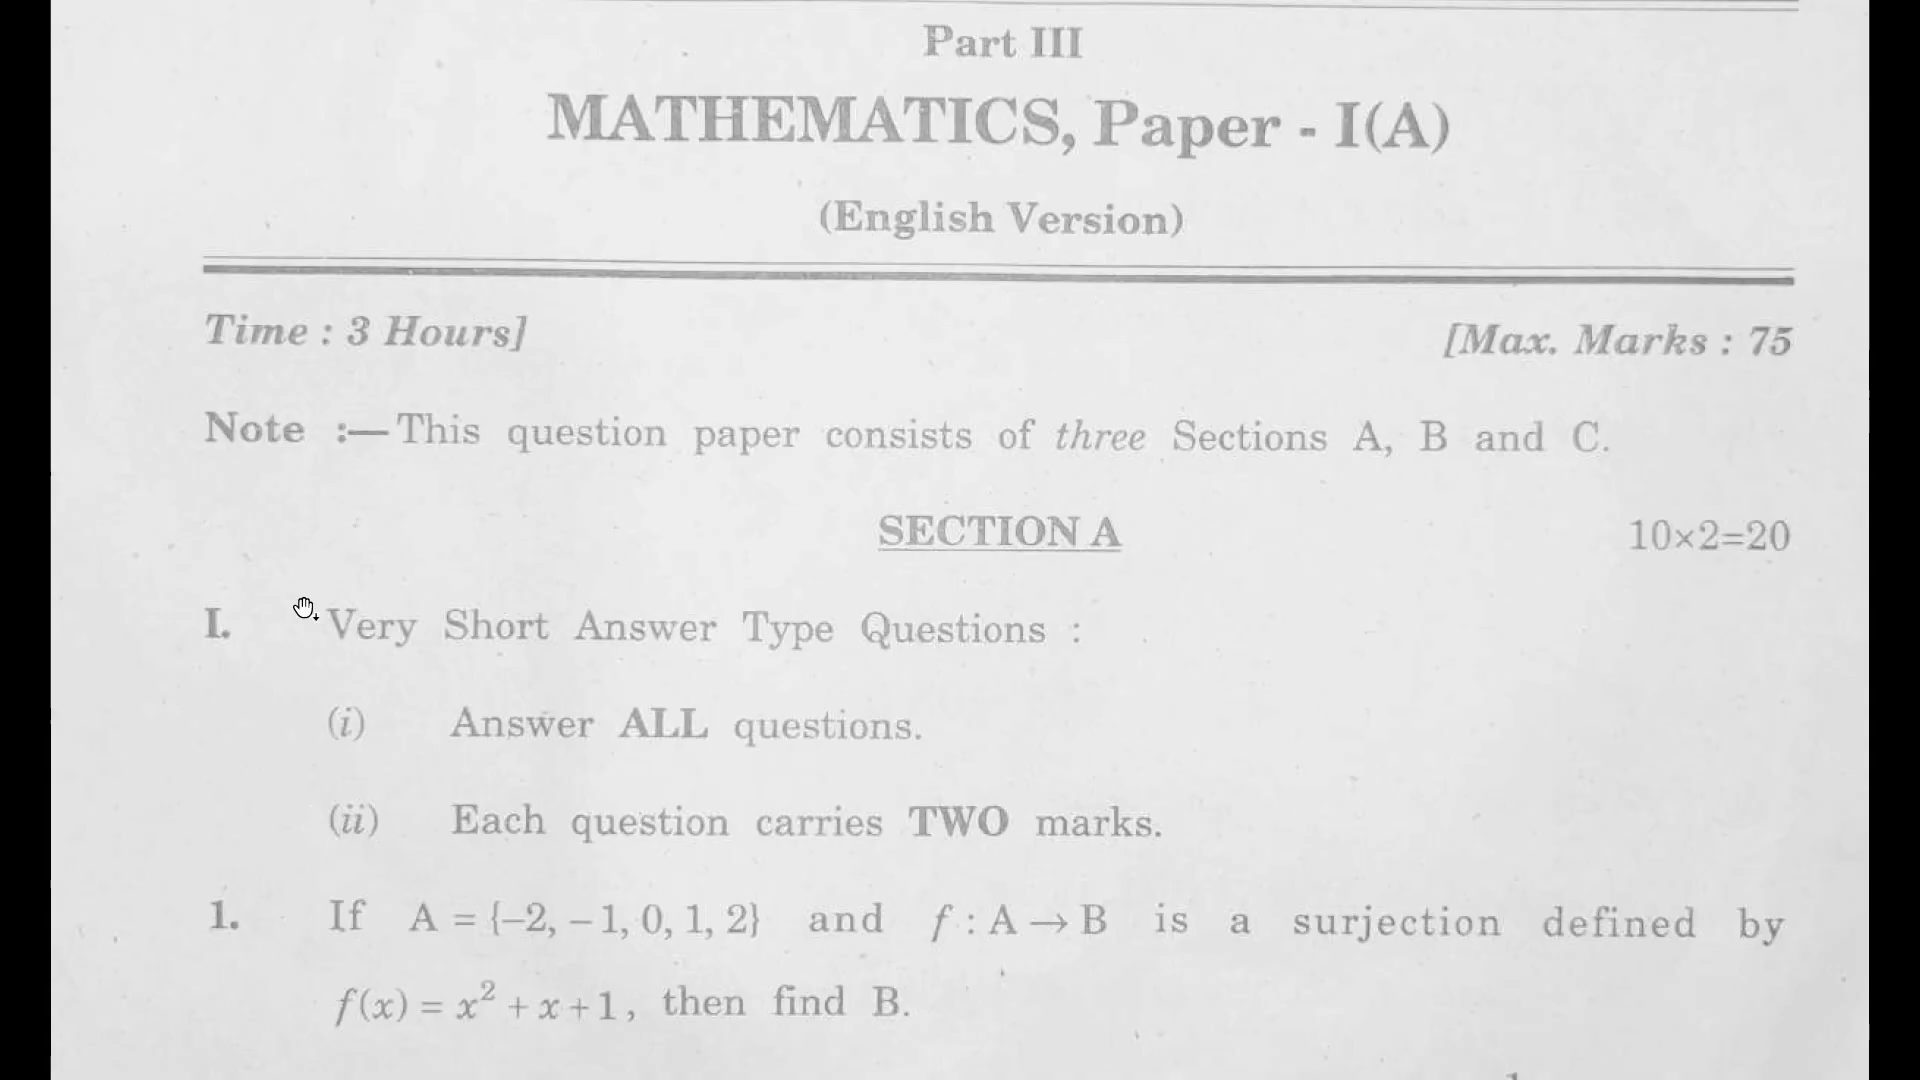 Part III
MATHEMATICS, Paper - I(A)
(English Version)
Time : 3 Hours]
[Max. Marks : 75
Note :— This question paper consists of three Sections A, B and C.
SECTION A
10×2=20
I. Very Short Answer Type Questions :
(i) Answer ALL questions.
(ii) Each question carries TWO marks.
1. If A = {–2, –1, 0, 1, 2} and f : A → B is a surjection defined by
f(x) = x² + x + 1, then find B.